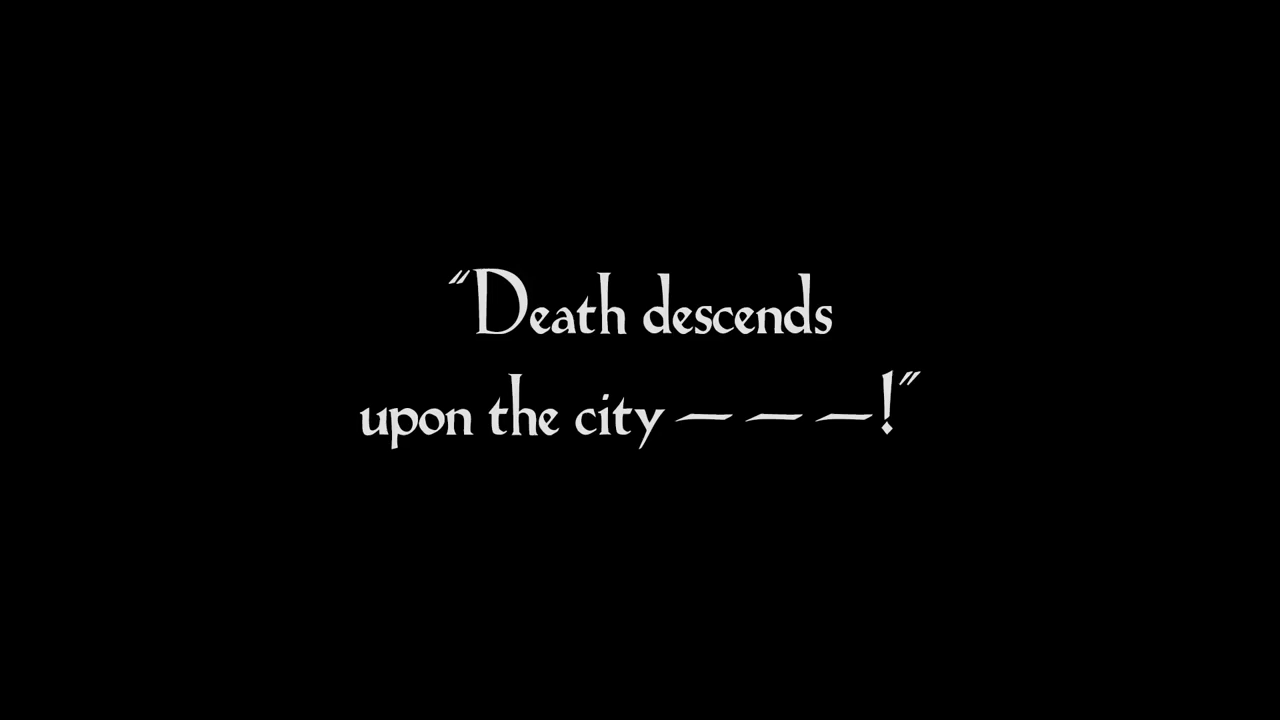 “Death descends
upon the city — — —!”